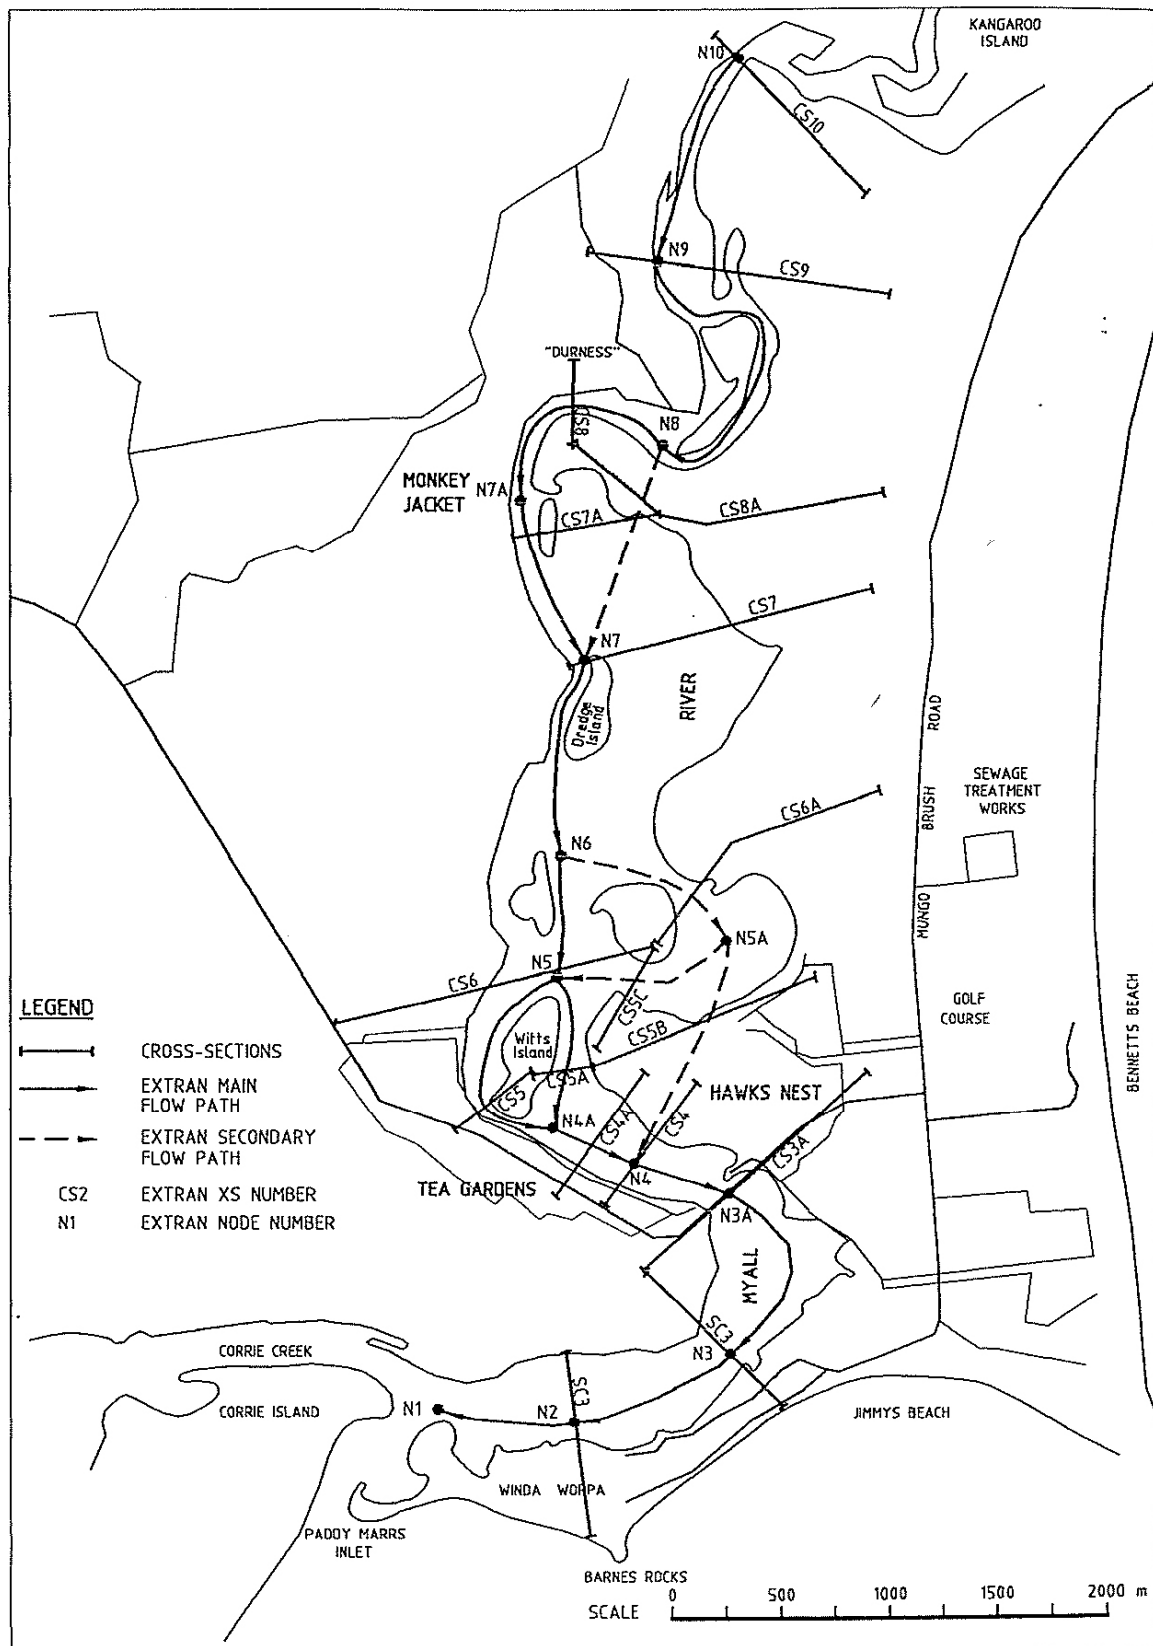 KANGAROO
ISLAND
N10
CS10
N9
CS9
"DURNESS"
CS8
N8
MONKEY
JACKET
N7A
CS7A
CS8A
CS7
N7
RIVER
Dredge
Island
ROAD
BRUSH
MUNGO
SEWAGE
TREATMENT
WORKS
CS6A
N6
N5A
N5
CS6
CS5C
CS5B
GOLF
COURSE
BENNETTS BEACH
LEGEND
CROSS-SECTIONS
EXTRAN MAIN
FLOW PATH
EXTRAN SECONDARY
FLOW PATH
CS2 EXTRAN XS NUMBER
N1 EXTRAN NODE NUMBER
Witts
Island
CS5A
CS5
N4A
CS4A
CS4
HAWKS NEST
CS3A
N4
TEA GARDENS
N3A
MYALL
SC3
N3
CORRIE CREEK
CORRIE ISLAND
N1
N2
SC3
JIMMYS BEACH
WINDA WOPPA
PADDY MARRS
INLET
BARNES ROCKS
SCALE
0 500 1000 1500 2000 m